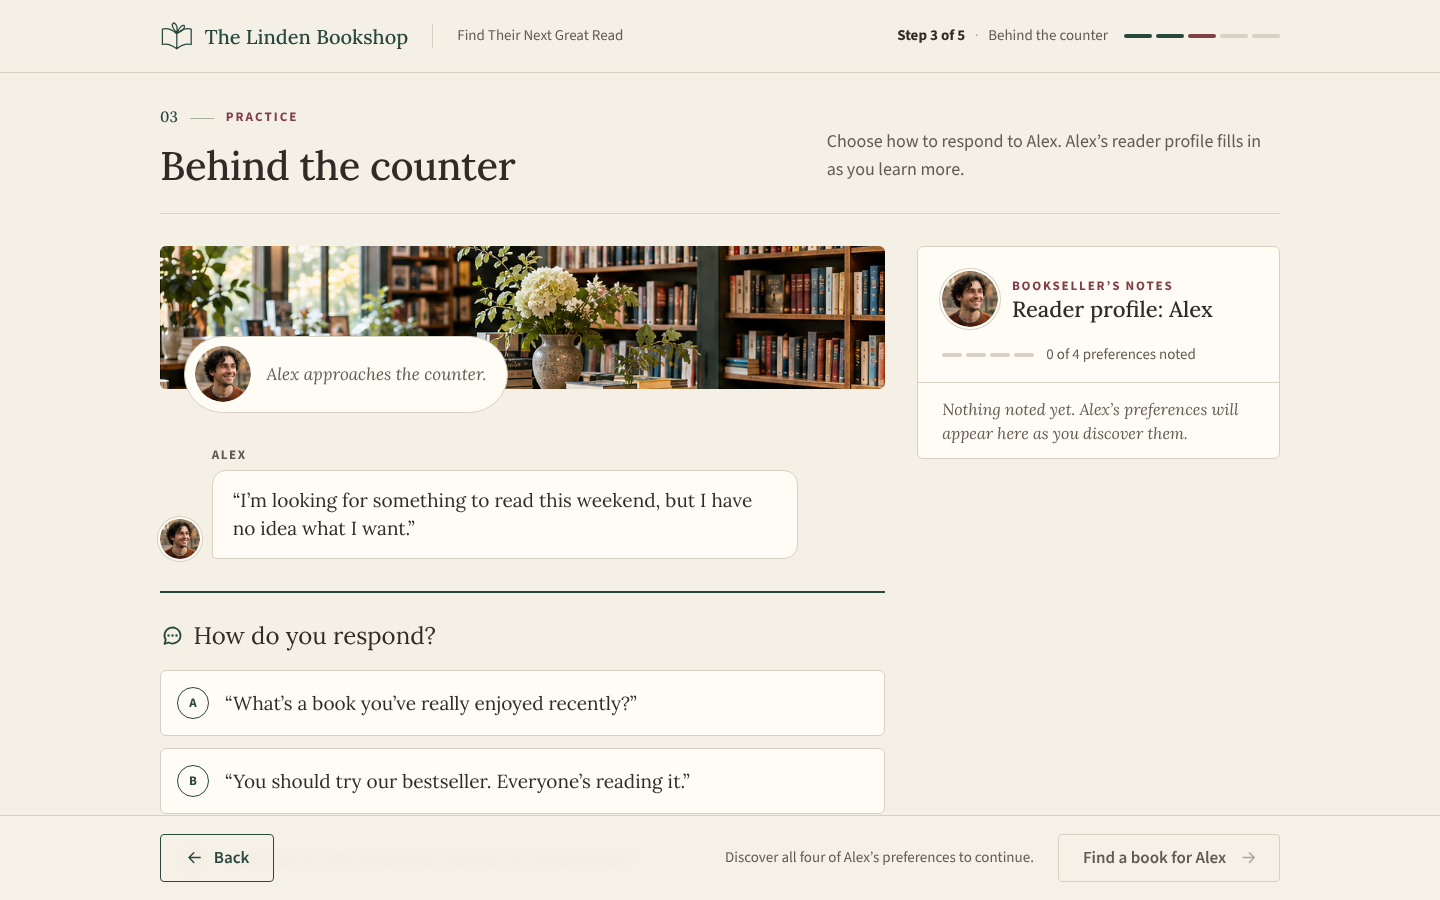 The Linden Bookshop
Find Their Next Great Read
Step 3 of 5 · Behind the counter
03 — PRACTICE
Behind the counter
Choose how to respond to Alex. Alex’s reader profile fills in
as you learn more.
Alex approaches the counter.
ALEX
“I’m looking for something to read this weekend, but I have
no idea what I want.”
How do you respond?
A “What’s a book you’ve really enjoyed recently?”
B “You should try our bestseller. Everyone’s reading it.”
BOOKSELLER’S NOTES
Reader profile: Alex
0 of 4 preferences noted
Nothing noted yet. Alex’s preferences will
appear here as you discover them.
← Back
Discover all four of Alex’s preferences to continue.
Find a book for Alex →